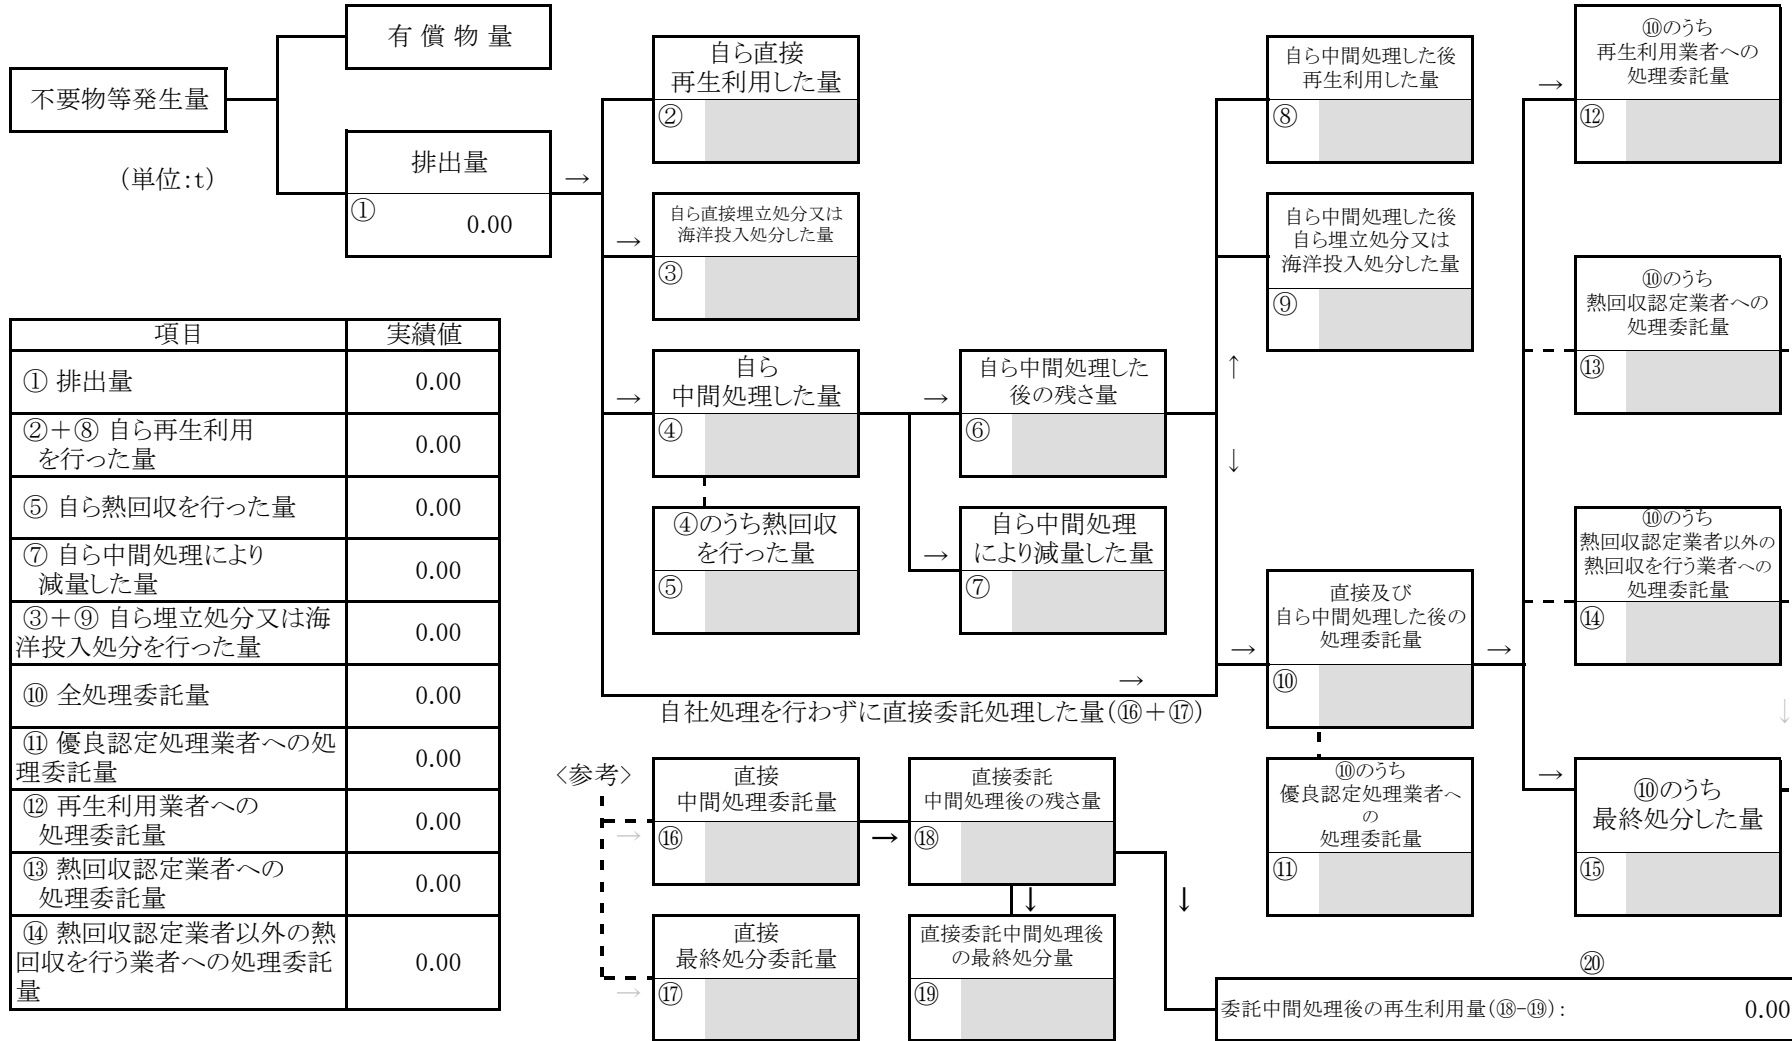 不要物等発生量
(単位:t)
有 償 物 量
排出量
①
0.00
→
自ら直接
再生利用した量
②
→
自ら直接埋立処分又は
海洋投入処分した量
③
→
自ら
中間処理した量
④
④のうち熱回収
を行った量
⑤
→
自ら中間処理した
後の残さ量
⑥
→
自ら中間処理
により減量した量
⑦
↑
↓
自ら中間処理した後
再生利用した量
⑧
自ら中間処理した後
自ら埋立処分又は
海洋投入処分した量
⑨
→
直接及び
自ら中間処理した後の
処理委託量
⑩
→
自社処理を行わずに直接委託処理した量(⑯+⑰)
⑩のうち
優良認定処理業者へ
の
処理委託量
⑪
→
→
⑩のうち
再生利用業者への
処理委託量
⑫
⑩のうち
熱回収認定業者への
処理委託量
⑬
⑩のうち
熱回収認定業者以外の
熱回収を行う業者への
処理委託量
⑭
↓
→
⑩のうち
最終処分した量
⑮
項目 実績値
① 排出量 0.00
②+⑧ 自ら再生利用
を行った量 0.00
⑤ 自ら熱回収を行った量 0.00
⑦ 自ら中間処理により
減量した量 0.00
③+⑨ 自ら埋立処分又は海
洋投入処分を行った量 0.00
⑩ 全処理委託量 0.00
⑪ 優良認定処理業者への処
理委託量 0.00
⑫ 再生利用業者への
処理委託量 0.00
⑬ 熱回収認定業者への
処理委託量 0.00
⑭ 熱回収認定業者以外の熱
回収を行う業者への処理委託
量 0.00
<参考>
→
直接
中間処理委託量
⑯
→
直接
最終処分委託量
⑰
→
直接委託
中間処理後の残さ量
⑱
↓
直接委託中間処理後
の最終処分量
⑲
↓
⑳
委託中間処理後の再生利用量(⑱-⑲): 0.00